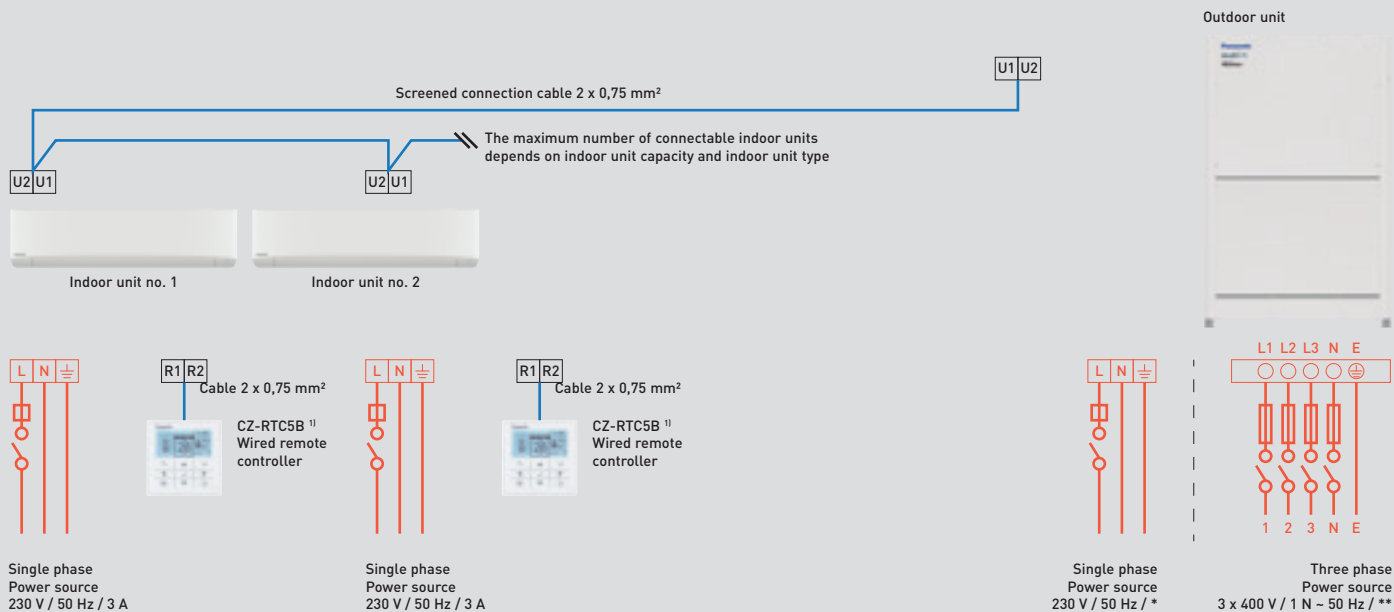 Outdoor unit
Panasonic
U1 U2
Screened connection cable 2 x 0,75 mm²
The maximum number of connectable indoor units
depends on indoor unit capacity and indoor unit type
U2 U1
U2 U1
Indoor unit no. 1
Indoor unit no. 2
L N
R1 R2
Cable 2 x 0,75 mm²
CZ-RTC5B 1)
Wired remote
controller
L N
R1 R2
Cable 2 x 0,75 mm²
CZ-RTC5B 1)
Wired remote
controller
L N
L1 L2 L3 N E
1 2 3 N E
Single phase
Power source
230 V / 50 Hz / 3 A
Single phase
Power source
230 V / 50 Hz / 3 A
Single phase
Power source
230 V / 50 Hz / *
Three phase
Power source
3 x 400 V / 1 N ~ 50 Hz / **